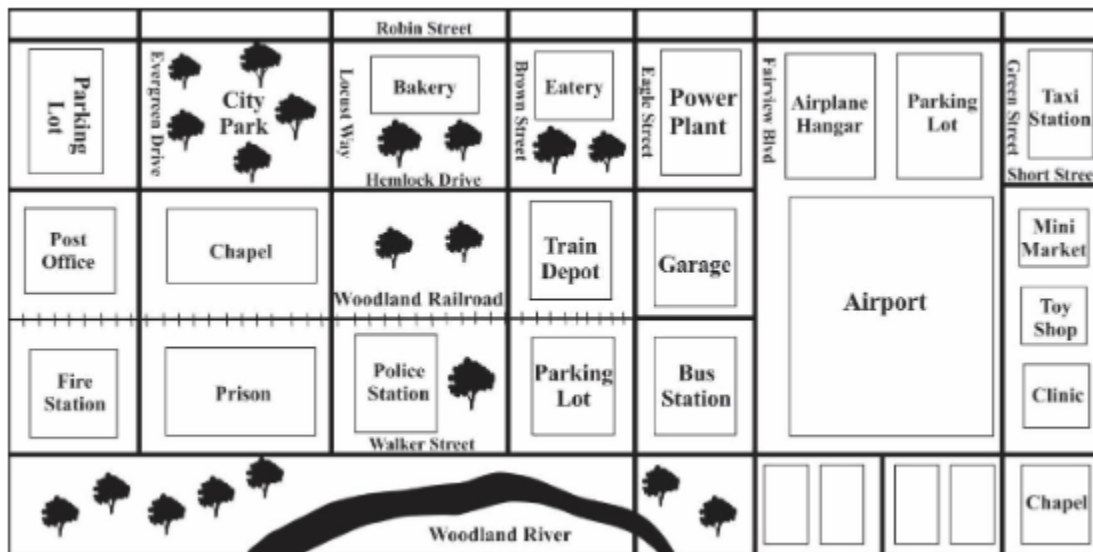 Robin Street
Parking
Lot
Evergreen Drive
City
Park
Locust Way
Bakery
Brown Street
Eatery
Eagle Street
Power
Plant
Fairview Blvd
Airplane
Hangar
Parking
Lot
Green Street
Taxi
Station
Hemlock Drive
Short Stree
Post
Office
Chapel
Woodland Railroad
Train
Depot
Garage
Airport
Mini
Market
Toy
Shop
Fire
Station
Prison
Police
Station
Parking
Lot
Bus
Station
Clinic
Walker Street
Woodland River
Chapel